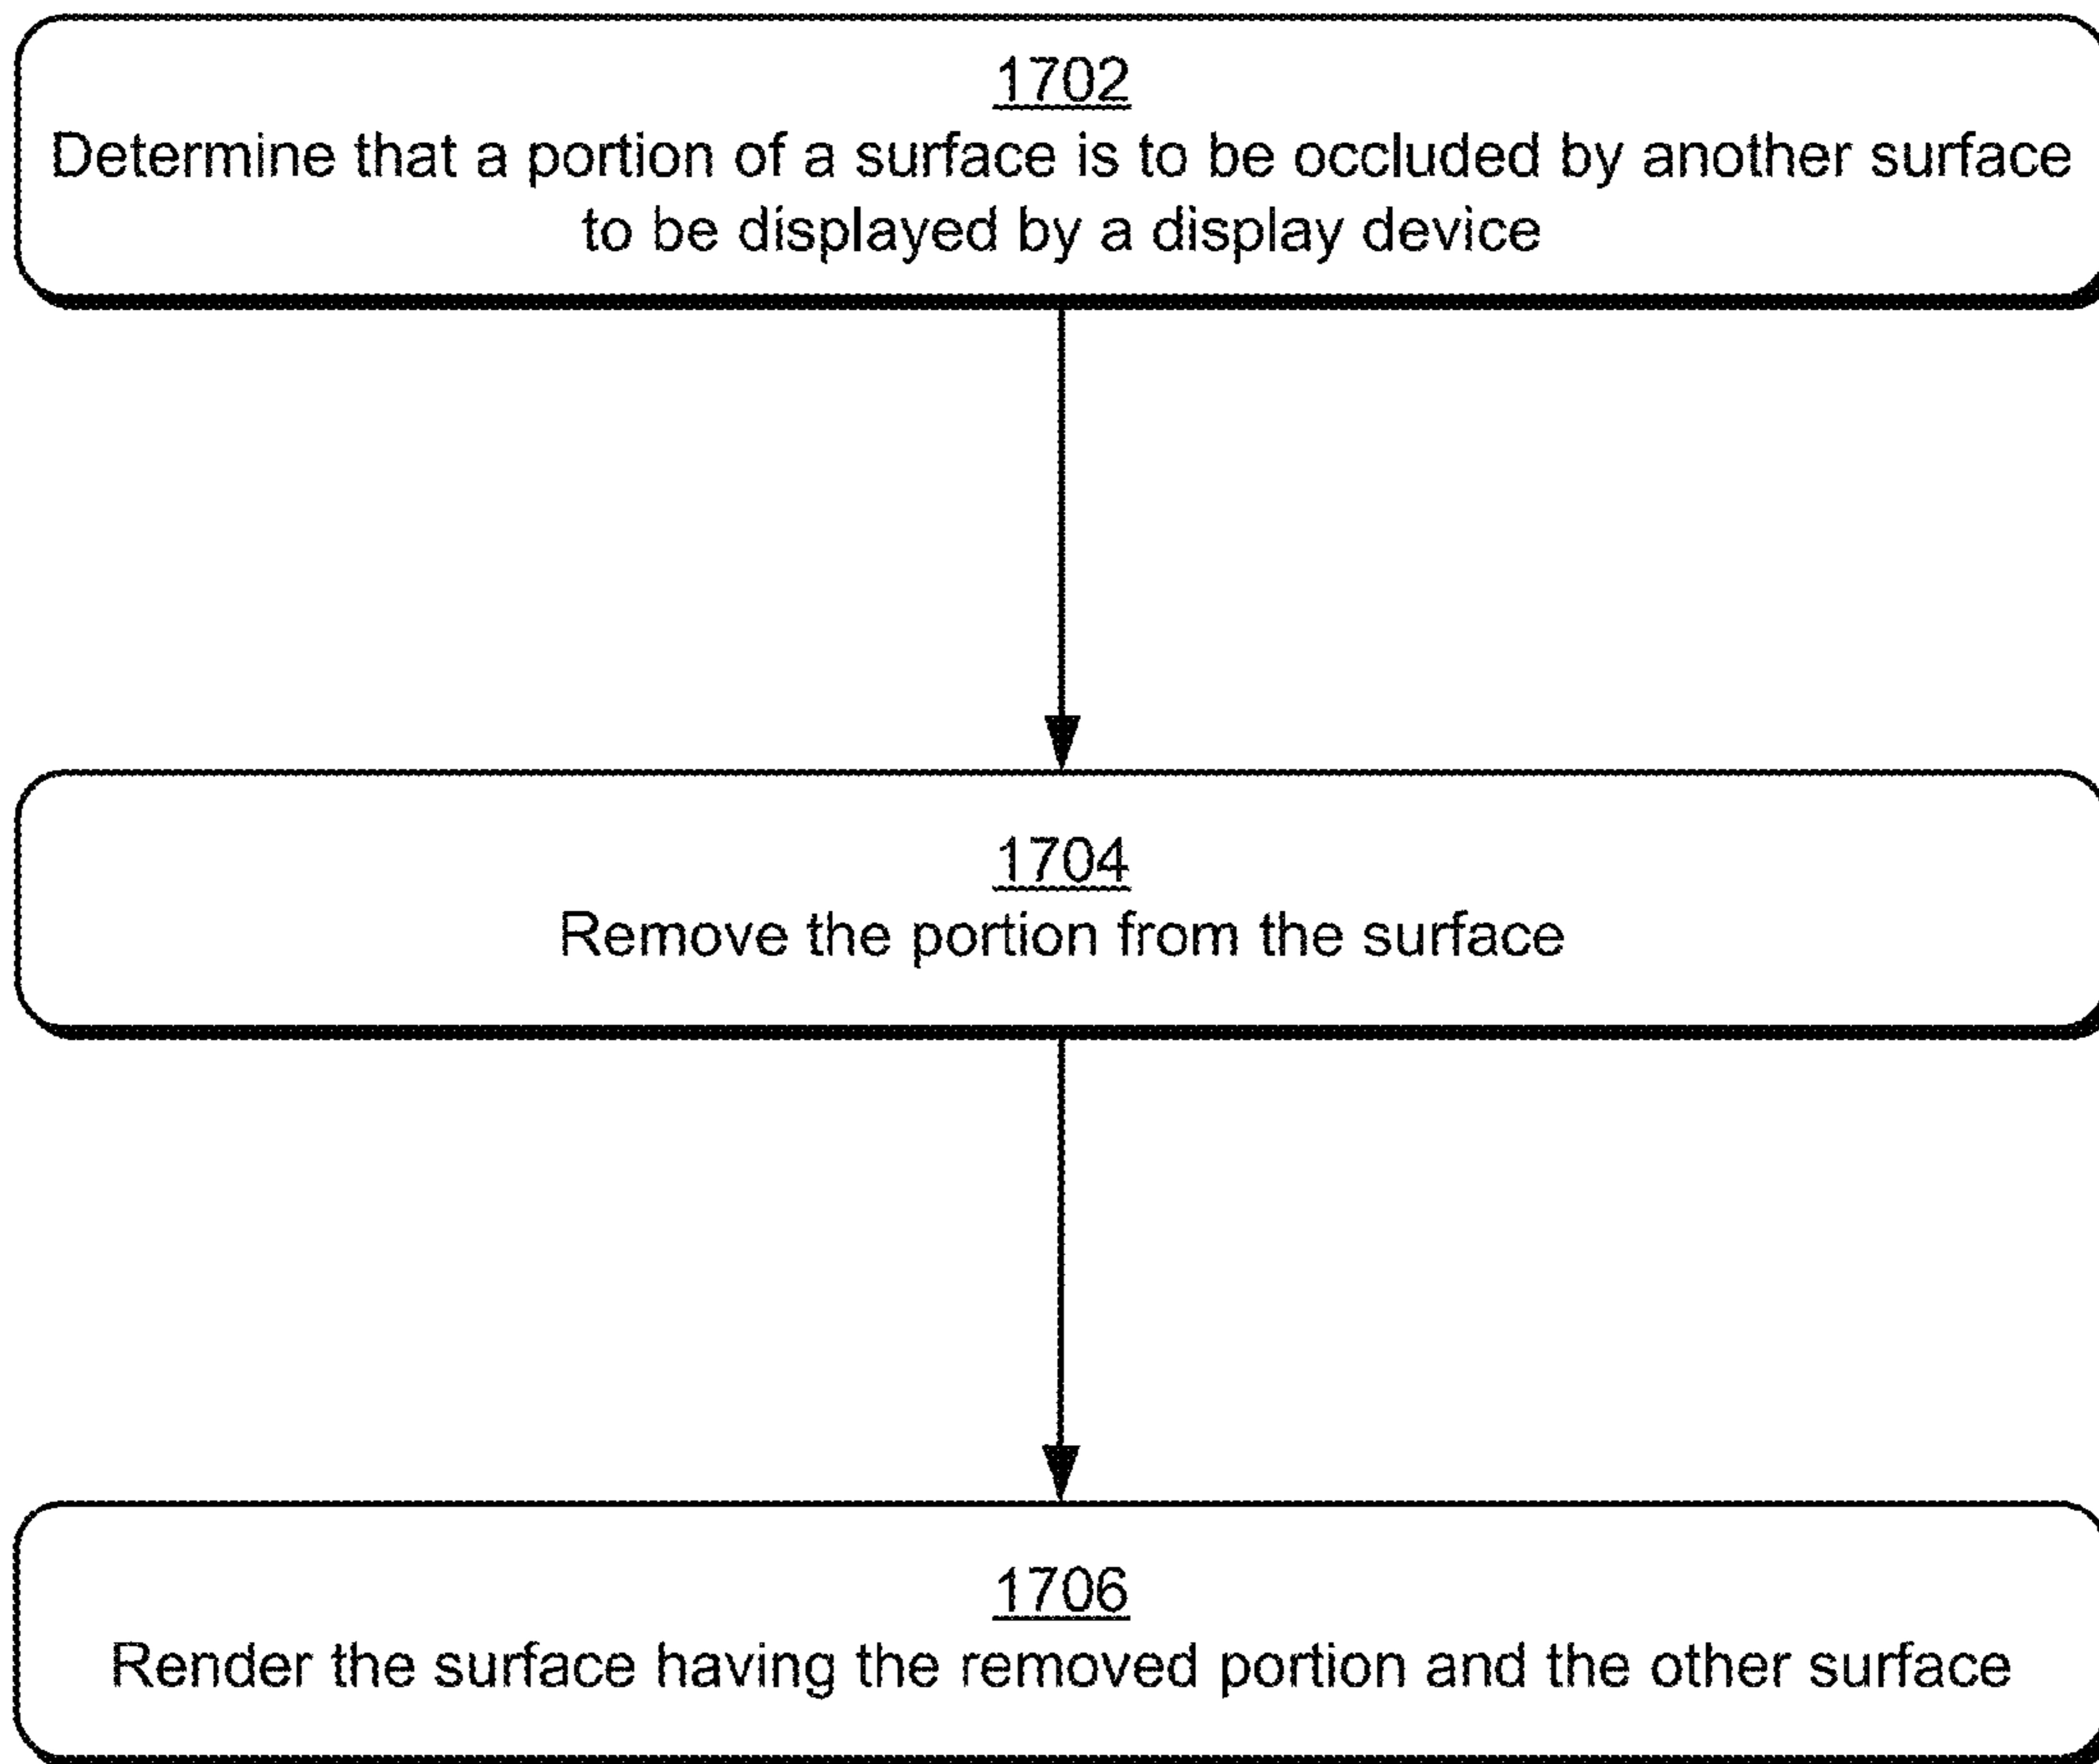 1702
Determine that a portion of a surface is to be occluded by another surface
to be displayed by a display device
1704
Remove the portion from the surface
1706
Render the surface having the removed portion and the other surface